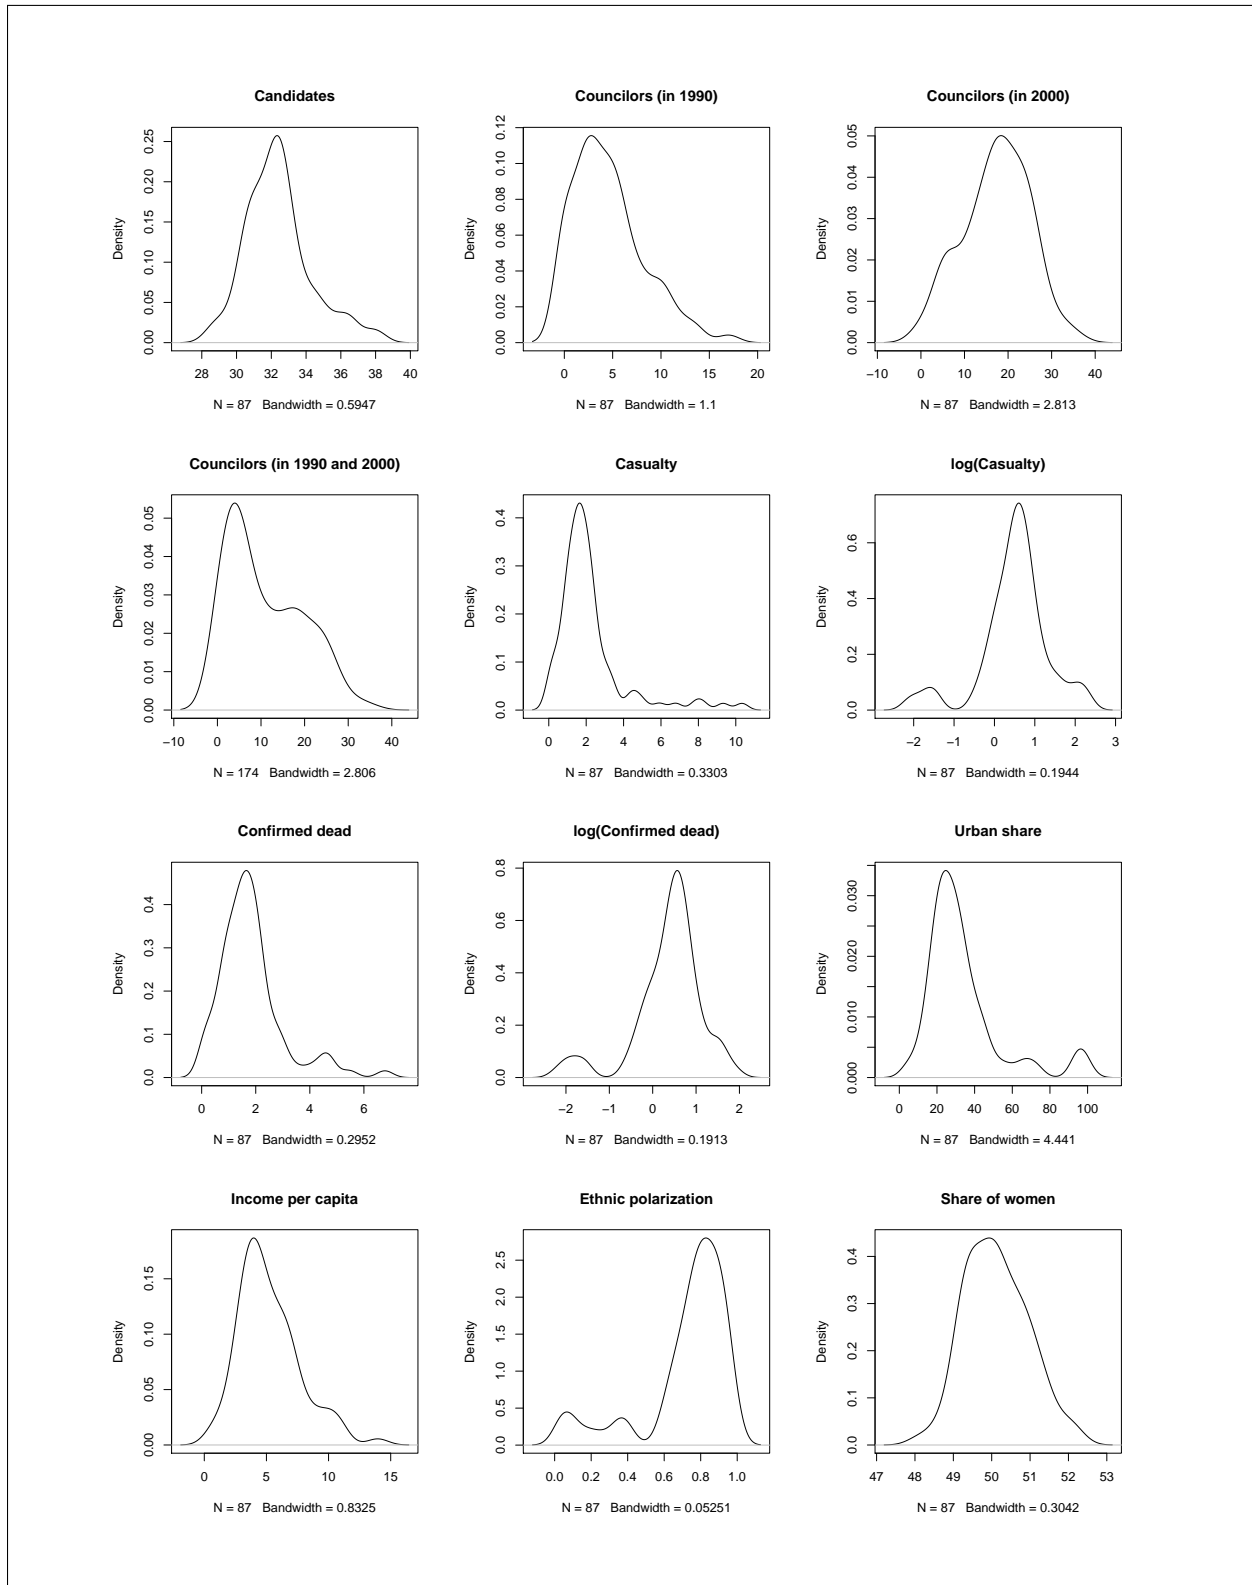 Candidates
Density
0.00 0.05 0.10 0.15 0.20 0.25
28 30 32 34 36 38 40
N = 87 Bandwidth = 0.5947
Councilors (in 1990)
Density
0.00 0.02 0.04 0.06 0.08 0.10 0.12
0 5 10 15 20
N = 87 Bandwidth = 1.1
Councilors (in 2000)
Density
0.00 0.01 0.02 0.03 0.04 0.05
−10 0 10 20 30 40
N = 87 Bandwidth = 2.813
Councilors (in 1990 and 2000)
Density
0.00 0.01 0.02 0.03 0.04 0.05
−10 0 10 20 30 40
N = 174 Bandwidth = 2.806
Casualty
Density
0.0 0.1 0.2 0.3 0.4
0 2 4 6 8 10
N = 87 Bandwidth = 0.3303
log(Casualty)
Density
0.0 0.2 0.4 0.6
−2 −1 0 1 2 3
N = 87 Bandwidth = 0.1944
Confirmed dead
Density
0.0 0.1 0.2 0.3 0.4
0 2 4 6
N = 87 Bandwidth = 0.2952
log(Confirmed dead)
Density
0.0 0.2 0.4 0.6 0.8
−2 −1 0 1 2
N = 87 Bandwidth = 0.1913
Urban share
Density
0.000 0.010 0.020 0.030
0 20 40 60 80 100
N = 87 Bandwidth = 4.441
Income per capita
Density
0.00 0.05 0.10 0.15
0 5 10 15
N = 87 Bandwidth = 0.8325
Ethnic polarization
Density
0.0 0.5 1.0 1.5 2.0 2.5
0.0 0.2 0.4 0.6 0.8 1.0
N = 87 Bandwidth = 0.05251
Share of women
Density
0.0 0.1 0.2 0.3 0.4
47 48 49 50 51 52 53
N = 87 Bandwidth = 0.3042